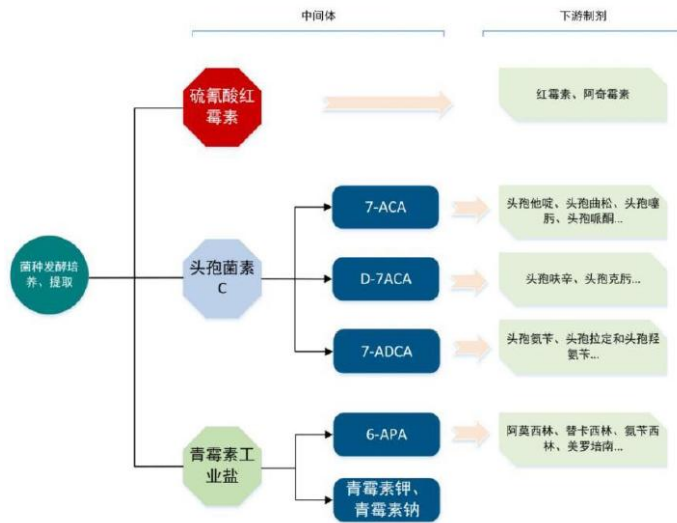 中间体
下游制剂
硫氰酸红
霉素
红霉素、阿奇霉素
7-ACA
头孢他啶、头孢曲松、头孢噻
肟、头孢哌酮...
菌种发酵培
养、提取
头孢菌素
C
D-7ACA
头孢呋辛、头孢克肟...
7-ADCA
头孢氨苄、头孢拉定和头孢羟
氨苄...
6-APA
阿莫西林、替卡西林、氨苄西
林、美罗培南...
青霉素工
业盐
青霉素钾、
青霉素钠